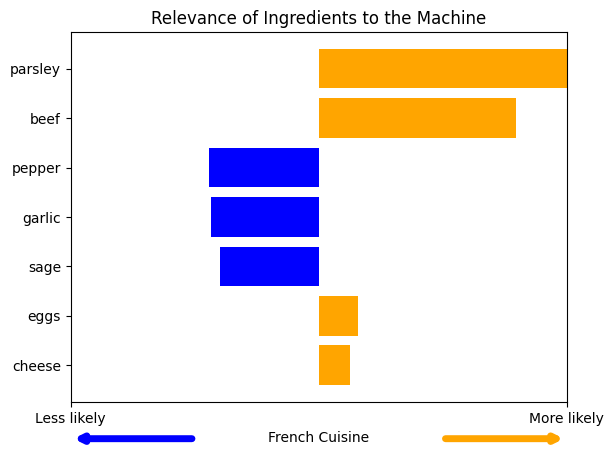 Relevance of Ingredients to the Machine
parsley
beef
pepper
garlic
sage
eggs
cheese
Less likely
More likely
French Cuisine